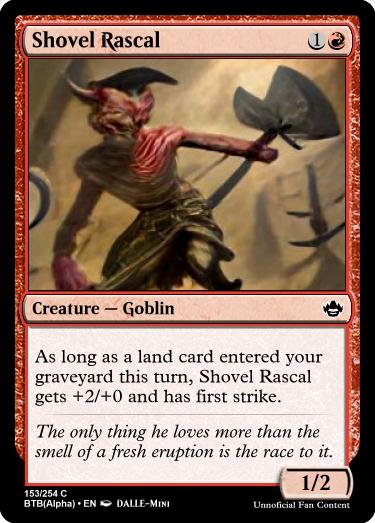 Shovel Rascal 1
Creature — Goblin
As long as a land card entered your
graveyard this turn, Shovel Rascal
gets +2/+0 and has first strike.
The only thing he loves more than the
smell of a fresh eruption is the race to it.
1/2
153/254 C
BTB(Alpha) • EN DALLE-Mini
Unofficial Fan Content